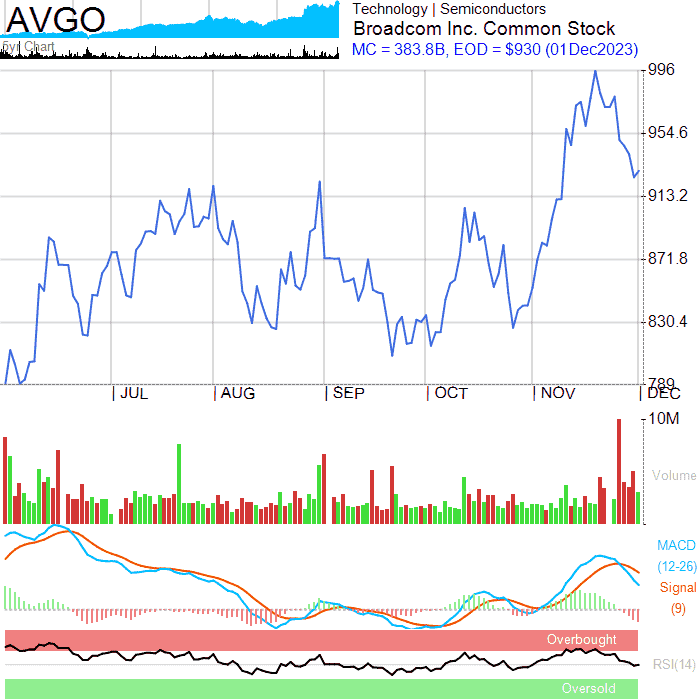 AVGO
5yr Chart
Technology | Semiconductors
Broadcom Inc. Common Stock
MC = 383.8B, EOD = $930 (01Dec2023)
996
954.6
913.2
871.8
830.4
789
JUL
AUG
SEP
OCT
NOV
DEC
10M
Volume
MACD
(12-26)
Signal
(9)
Overbought
RSI(14)
Oversold